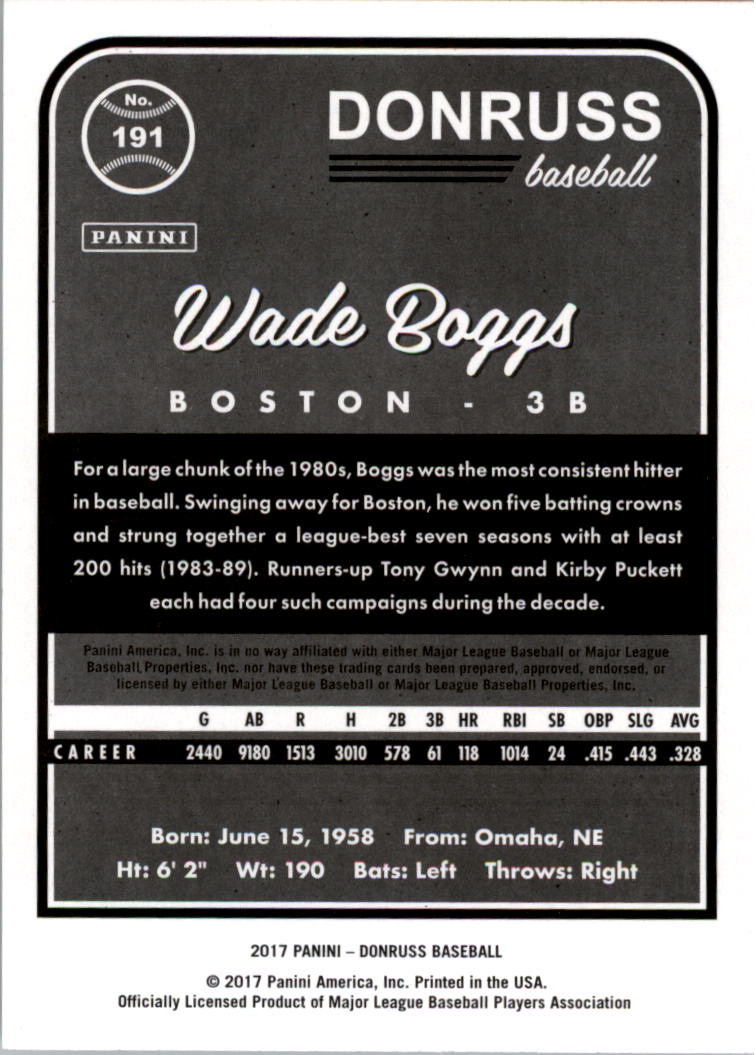 No.
191
DONRUSS
baseball
PANINI
Wade Boggs
BOSTON - 3B
For a large chunk of the 1980s, Boggs was the most consistent hitter
in baseball. Swinging away for Boston, he won five batting crowns
and strung together a league-best seven seasons with at least
200 hits (1983-89). Runners-up Tony Gwynn and Kirby Puckett
each had four such campaigns during the decade.
Panini America, Inc. is in no way affiliated with either Major League Baseball or Major League
Baseball Properties, Inc. nor have these trading cards been prepared, approved, endorsed, or
licensed by either Major League Baseball or Major League Baseball Properties, Inc.
G AB R H 2B 3B HR RBI SB OBP SLG AVG
CAREER 2440 9180 1513 3010 578 61 118 1014 24 .415 .443 .328
Born: June 15, 1958 From: Omaha, NE
Ht: 6' 2" Wt: 190 Bats: Left Throws: Right
2017 PANINI – DONRUSS BASEBALL
© 2017 Panini America, Inc. Printed in the USA.
Officially Licensed Product of Major League Baseball Players Association